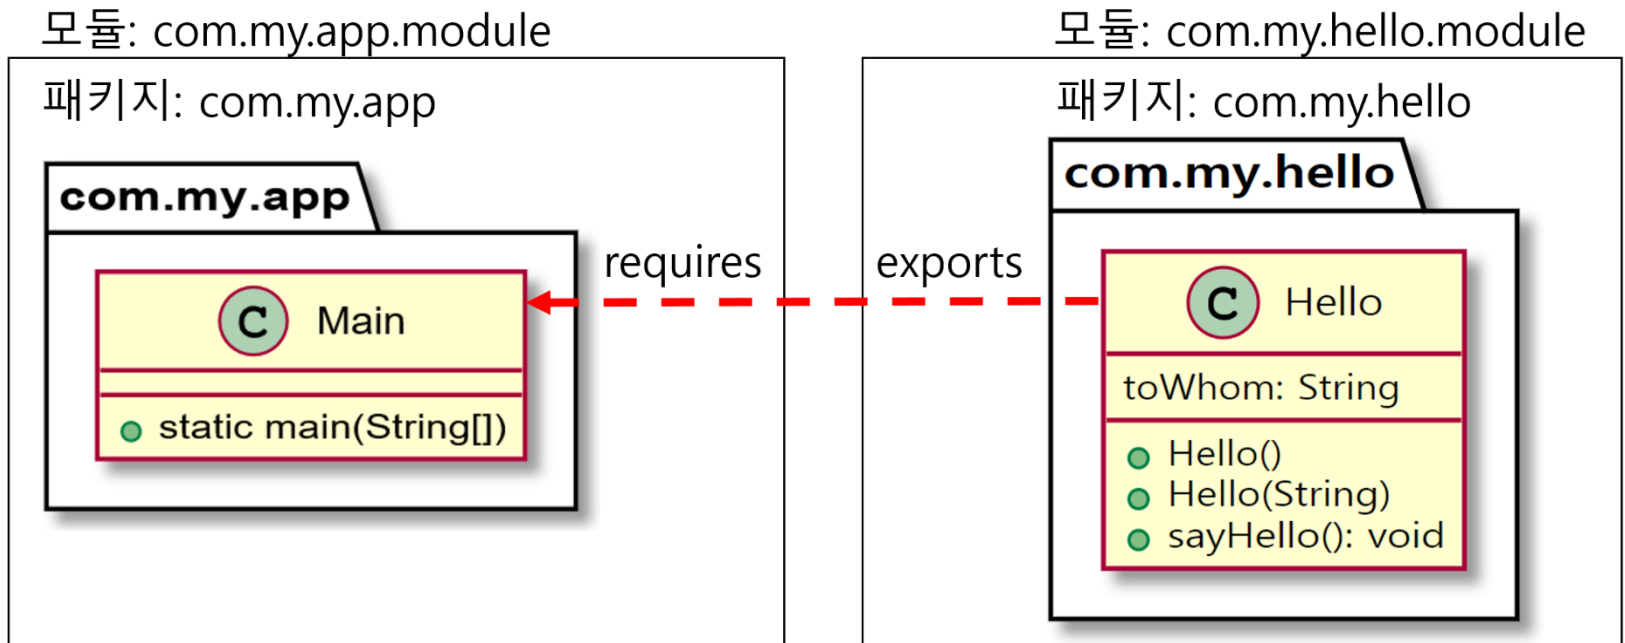 모듈: com.my.app.module
패키지: com.my.app
com.my.app
C Main
static main(String[])
requires
exports
모듈: com.my.hello.module
패키지: com.my.hello
com.my.hello
C Hello
toWhom: String
Hello()
Hello(String)
sayHello(): void